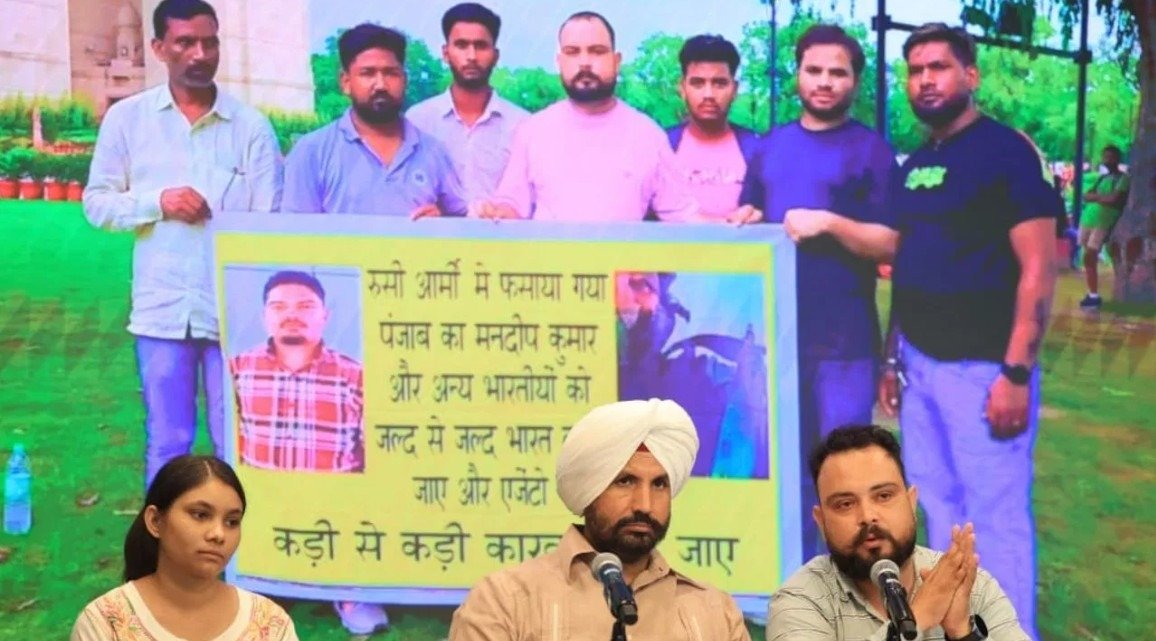 रुसी आर्मी मे फसाया गया
पंजाब का मनदीप कुमार
और अन्य भारतीयों को
जल्द से जल्द भारत
जाए और एजेंटो
कड़ी से कड़ी जाए